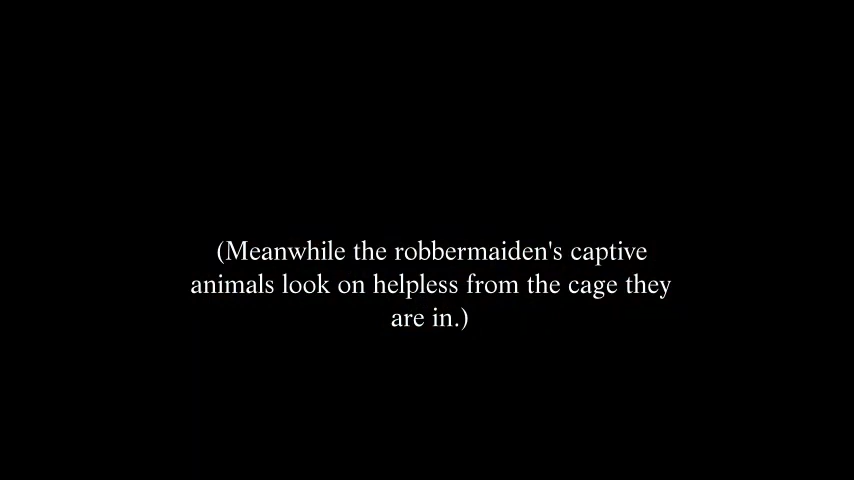 (Meanwhile the robbermaiden's captive
animals look on helpless from the cage they
are in.)